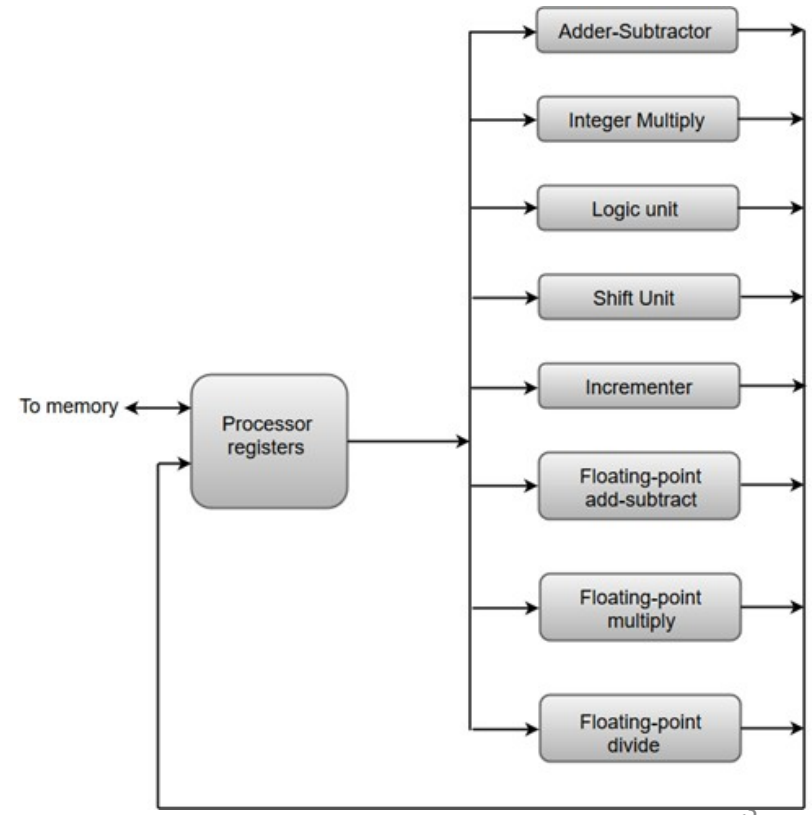 Adder-Subtractor
Integer Multiply
Logic unit
Shift Unit
Incrementer
To memory
Processor
registers
Floating-point
add-subtract
Floating-point
multiply
Floating-point
divide